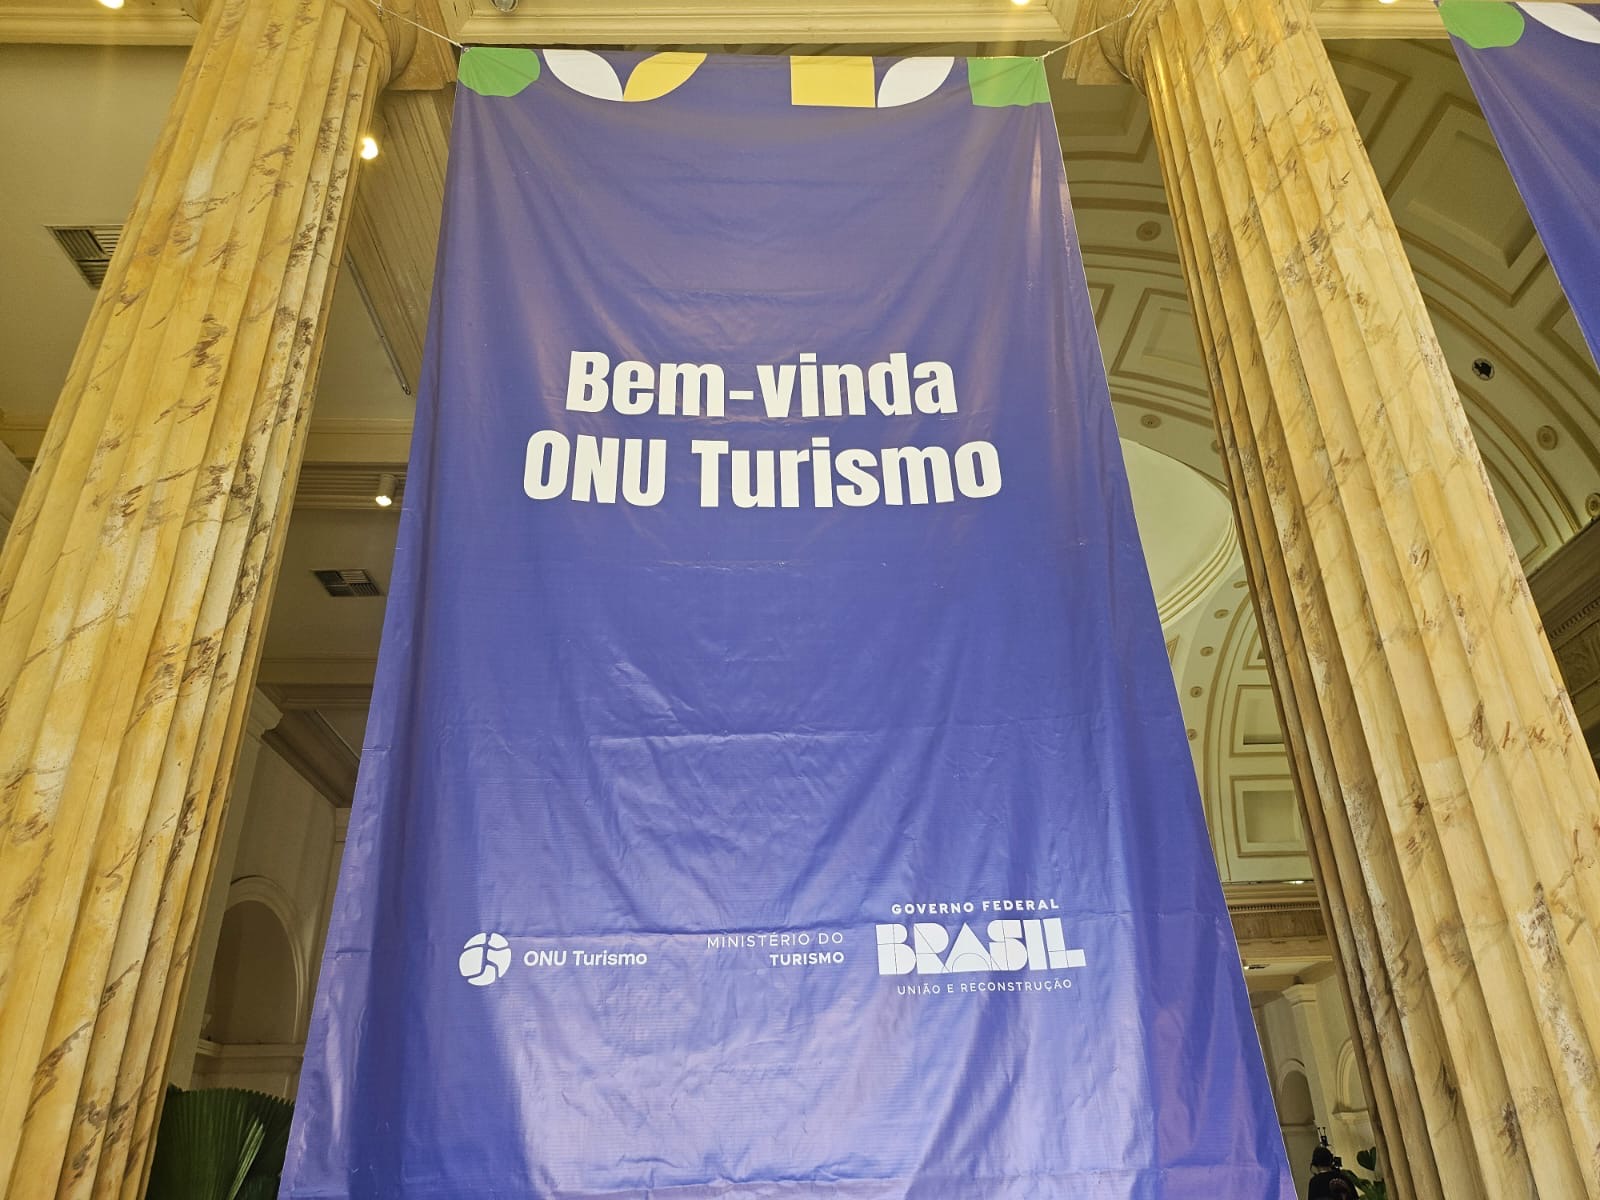 Bem-vinda
ONU Turismo
ONU Turismo
MINISTÉRIO DO
TURISMO
GOVERNO FEDERAL
BRASIL
UNIÃO E RECONSTRUÇÃO